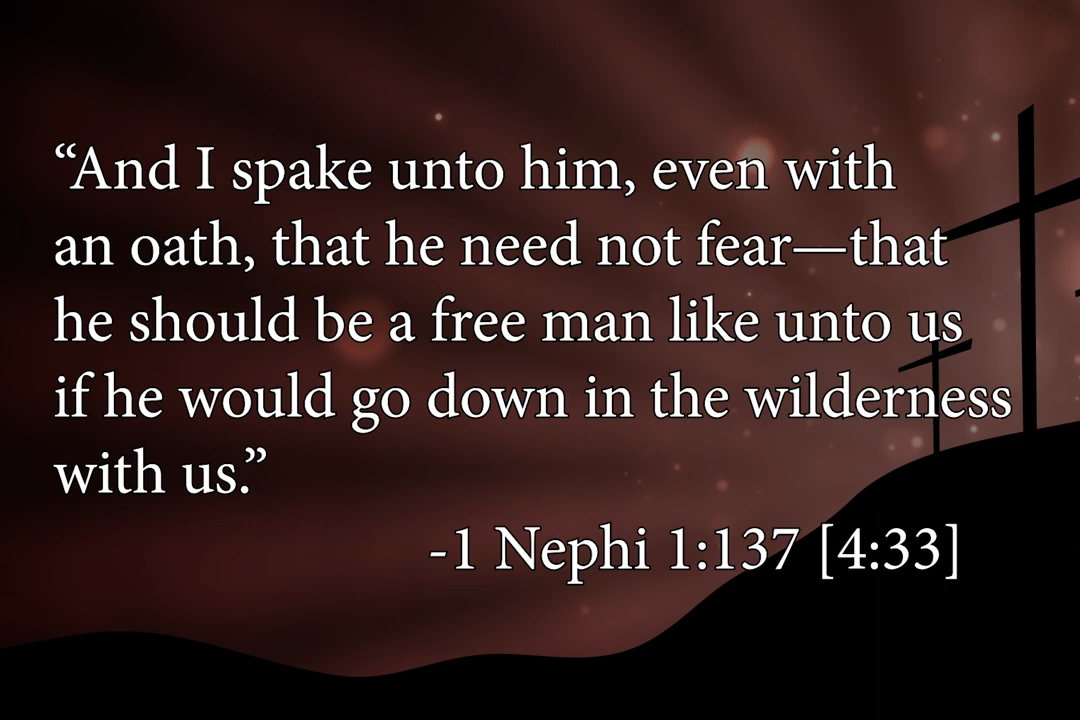 “And I spake unto him, even with
an oath, that he need not fear—that
he should be a free man like unto us
if he would go down in the wilderness
with us.”
-1 Nephi 1:137 [4:33]